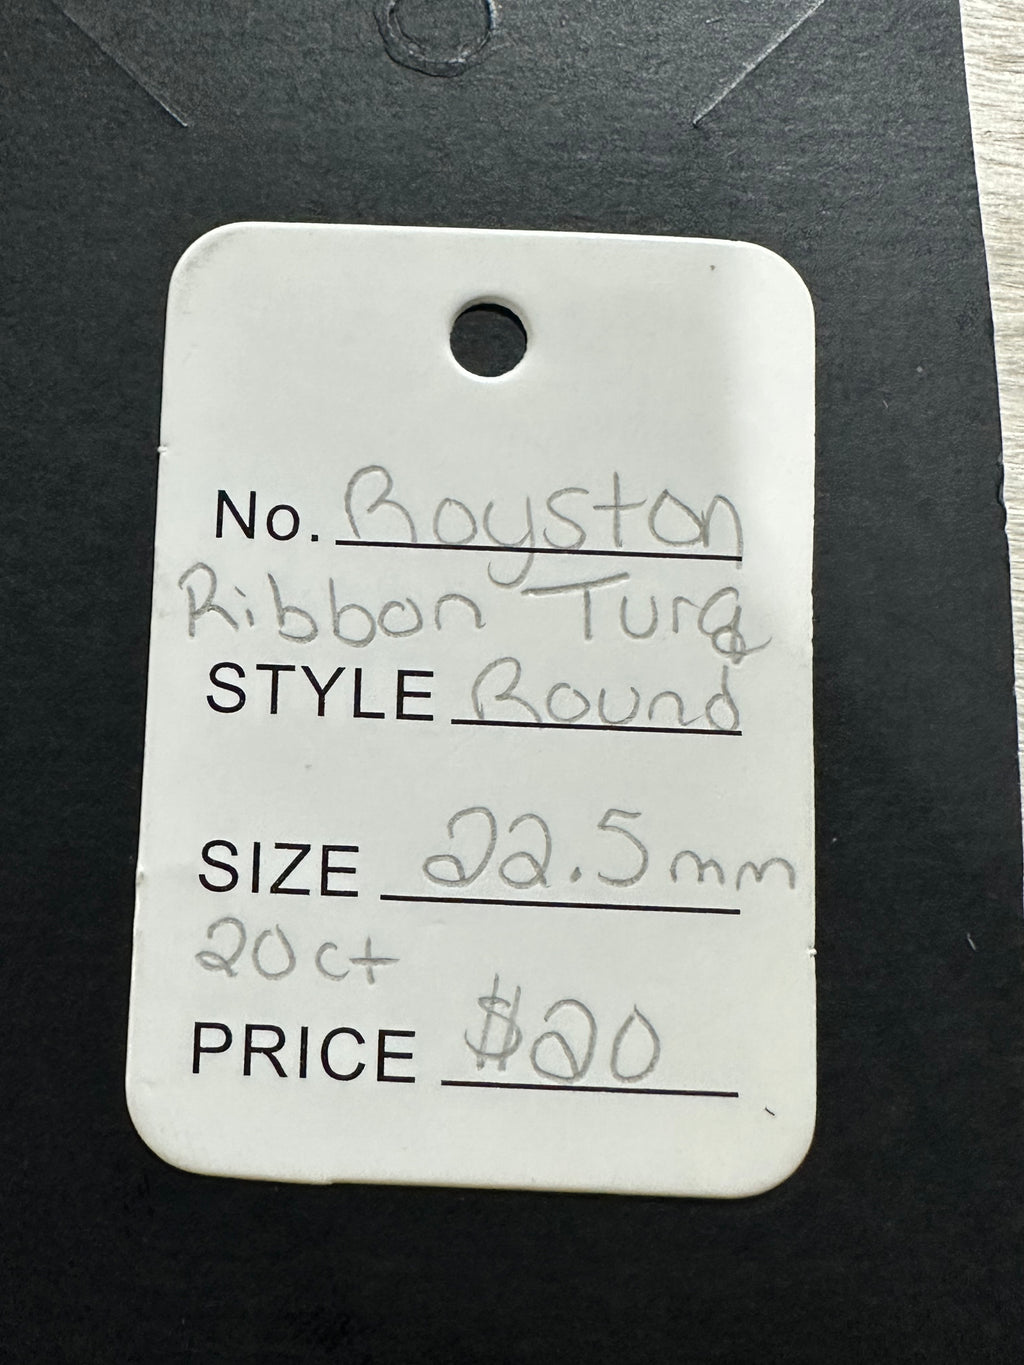 No. Royston
Ribbon Turq
STYLE Round
SIZE 22.5mm
20ct
PRICE $20